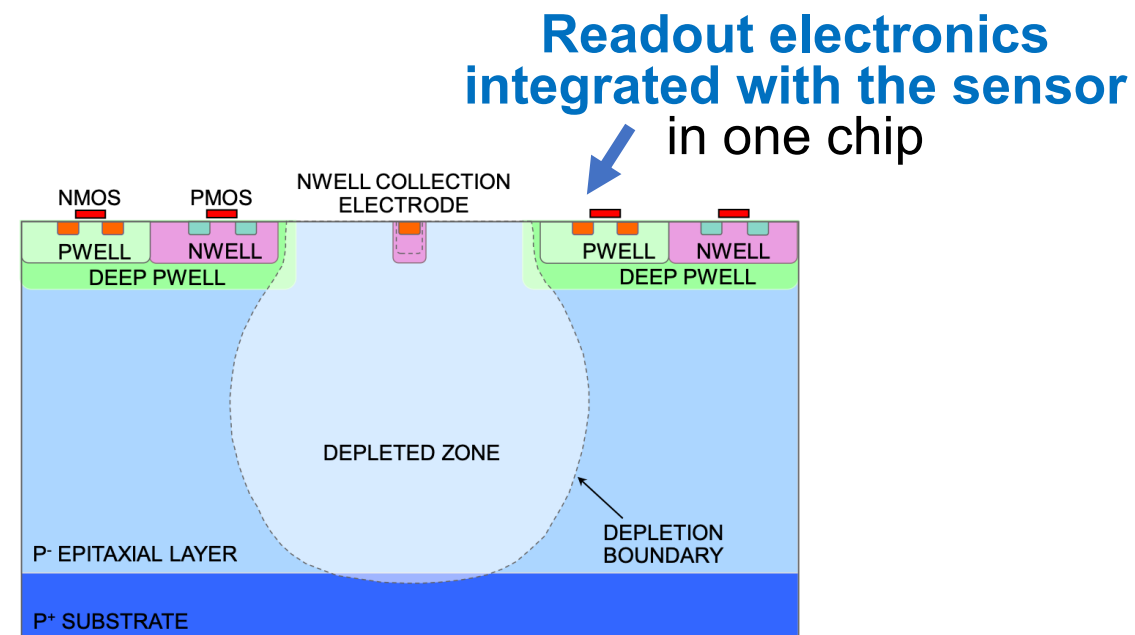 Readout electronics
integrated with the sensor
in one chip
NWELL COLLECTION
ELECTRODE
NMOS
PMOS
PWELL
NWELL
DEEP PWELL
PWELL
NWELL
DEEP PWELL
DEPLETED ZONE
DEPLETION
BOUNDARY
P⁻ EPITAXIAL LAYER
P⁺ SUBSTRATE